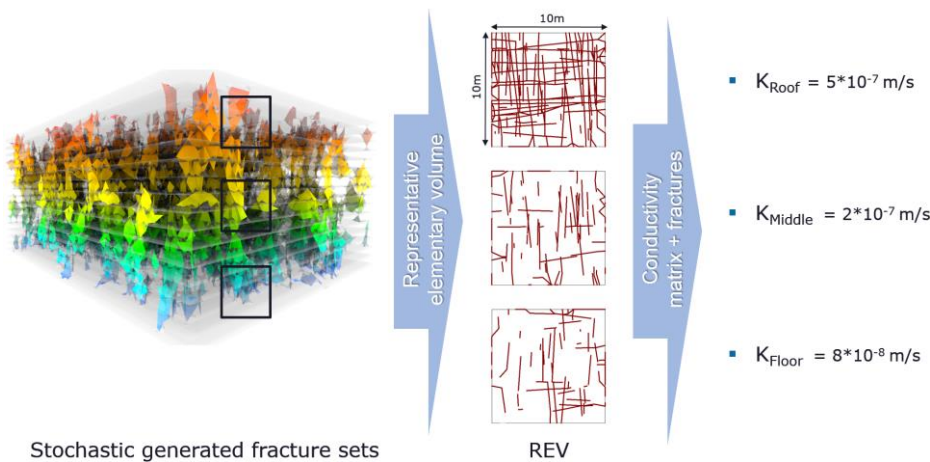 10m
10m
Representative
elementary volume
Conductivity
matrix + fractures
▪ K_Roof = 5*10⁻⁷ m/s
▪ K_Middle = 2*10⁻⁷ m/s
▪ K_Floor = 8*10⁻⁸ m/s
Stochastic generated fracture sets
REV